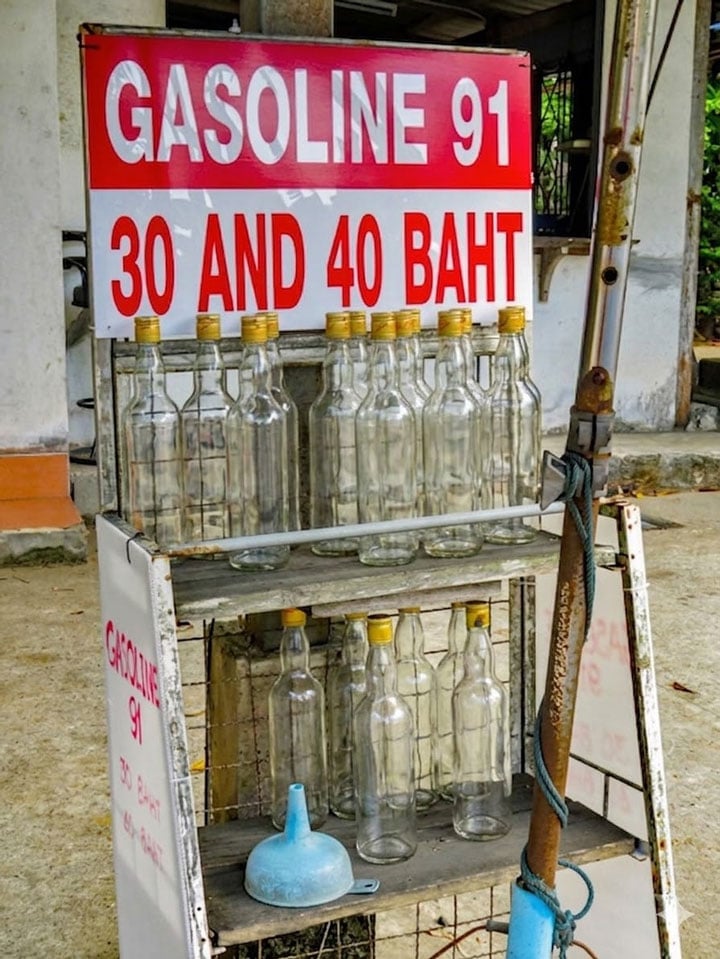 GASOLINE 91
30 AND 40 BAHT
GASOLINE
91
30 BAHT
40 BAHT